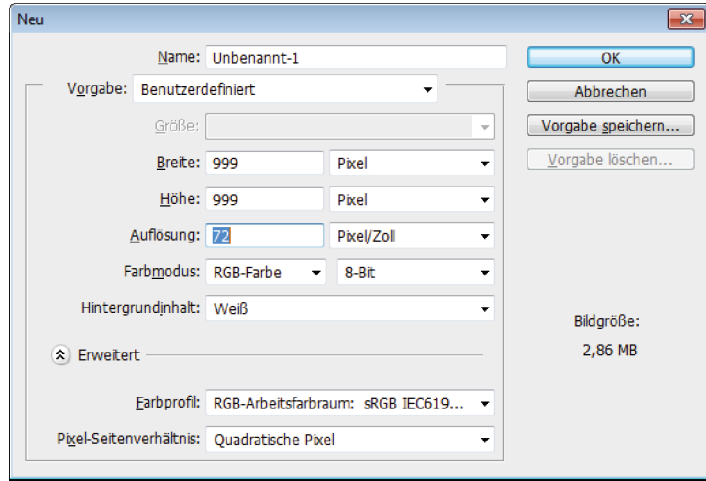 Neu
Name: Unbenannt-1
OK
Vorgabe: Benutzerdefiniert
Abbrechen
Größe:
Vorgabe speichern...
Breite: 999 Pixel
Vorgabe löschen...
Höhe: 999 Pixel
Auflösung: 72 Pixel/Zoll
Farbmodus: RGB-Farbe 8-Bit
Hintergrundinhalt: Weiß
Bildgröße:
2,86 MB
Erweitert
Farbprofil: RGB-Arbeitsfarbraum: sRGB IEC619...
Pixel-Seitenverhältnis: Quadratische Pixel